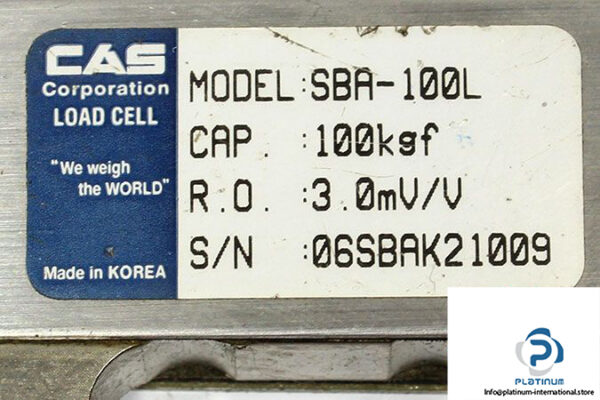 CAS
Corporation
LOAD CELL
"We weigh
the WORLD"
Made in KOREA
MODEL:SBA-100L
CAP. :100kgf
R.O. :3.0mV/V
S/N :06SBAK21009
PLATINUM
info@platinum-international.store